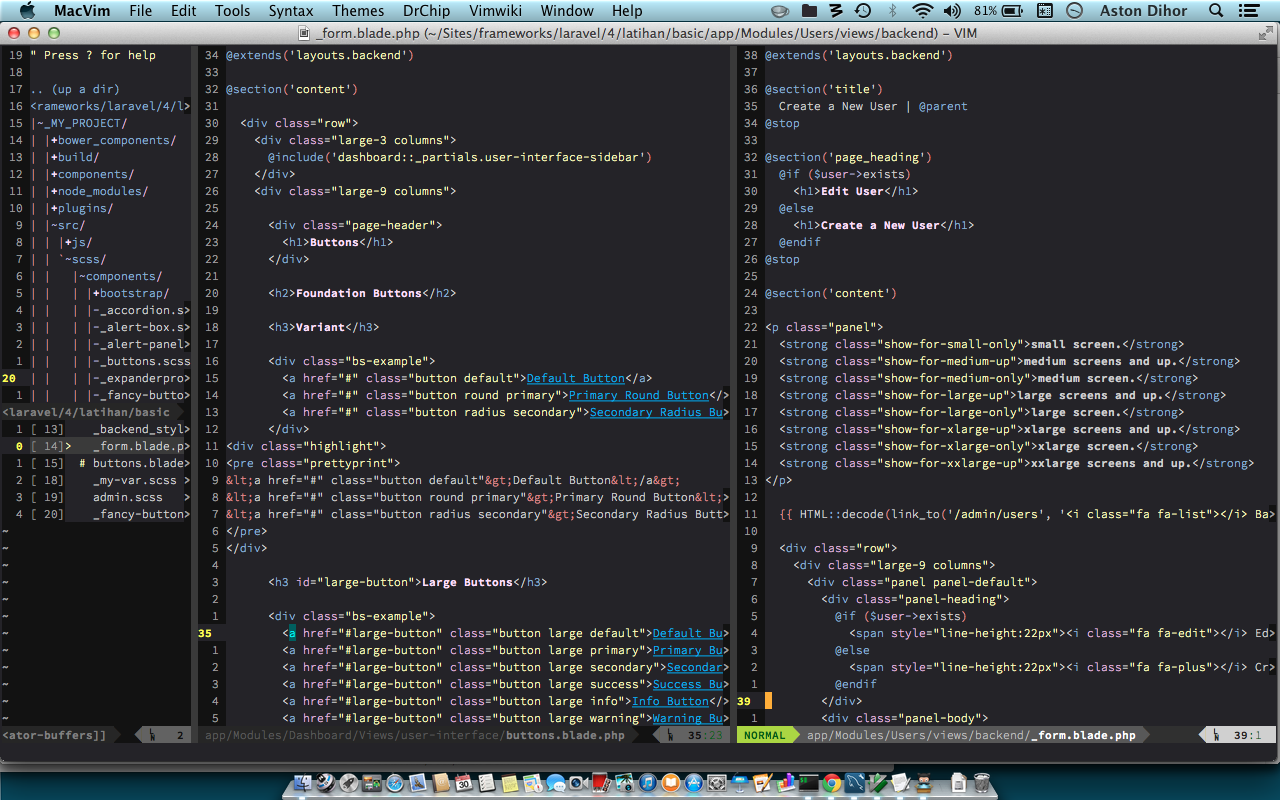 MacVim File Edit Tools Syntax Themes DrChip Vimwiki Window Help 81% Aston Dihor
_form.blade.php (~/Sites/frameworks/laravel/4/latihan/basic/app/Modules/Users/views/backend) – VIM
19 " Press ? for help
18
17 .. (up a dir)
16 <rameworks/laravel/4/l>
15 |~_MY_PROJECT/
14 | |+bower_components/
13 | |+build/
12 | |+components/
11 | |+node_modules/
10 | |+plugins/
9 | |~src/
8 | | |+js/
7 | | `~scss/
6 | |   |~components/
5 | |   | |+bootstrap/
4 | |   | |-_accordion.s>
3 | |   | |-_alert-box.s>
2 | |   | |-_alert-panel>
1 | |   | |-_buttons.scss
20 | |   | |-_expanderpro>
1 | |   | |-_fancy-butto>
<laravel/4/latihan/basic
1 [ 13]    _backend_styl>
0 [ 14]>   _form.blade.p>
1 [ 15]  # buttons.blade>
2 [ 18]    _my-var.scss >
3 [ 19]    admin.scss   >
4 [ 20]    _fancy-button>
~
~
~
~
~
~
~
~
~
~
~
~
<ator-buffers]] 2
34 @extends('layouts.backend')
33
32 @section('content')
31
30   <div class="row">
29     <div class="large-3 columns">
28       @include('dashboard::_partials.user-interface-sidebar')
27     </div>
26     <div class="large-9 columns">
25
24       <div class="page-header">
23         <h1>Buttons</h1>
22       </div>
21
20       <h2>Foundation Buttons</h2>
19
18       <h3>Variant</h3>
17
16       <div class="bs-example">
15         <a href="#" class="button default">Default Button</a>
14         <a href="#" class="button round primary">Primary Round Button</>
13         <a href="#" class="button radius secondary">Secondary Radius Bu>
12       </div>
11 <div class="highlight">
10 <pre class="prettyprint">
9 &lt;a href="#" class="button default"&gt;Default Button&lt;/a&gt;
8 &lt;a href="#" class="button round primary"&gt;Primary Round Button&lt;>
7 &lt;a href="#" class="button radius secondary"&gt;Secondary Radius Butt>
6 </pre>
5 </div>
4
3       <h3 id="large-button">Large Buttons</h3>
2
1       <div class="bs-example">
35         <a href="#large-button" class="button large default">Default Bu>
1         <a href="#large-button" class="button large primary">Primary Bu>
2         <a href="#large-button" class="button large secondary">Secondar>
3         <a href="#large-button" class="button large success">Success Bu>
4         <a href="#large-button" class="button large info">Info Button</>
5         <a href="#large-button" class="button large warning">Warning Bu>
app/Modules/Dashboard/Views/user-interface/buttons.blade.php 35:23
38 @extends('layouts.backend')
37
36 @section('title')
35   Create a New User | @parent
34 @stop
33
32 @section('page_heading')
31   @if ($user->exists)
30     <h1>Edit User</h1>
29   @else
28     <h1>Create a New User</h1>
27   @endif
26 @stop
25
24 @section('content')
23
22 <p class="panel">
21   <strong class="show-for-small-only">small screen.</strong>
20   <strong class="show-for-medium-up">medium screens and up.</strong>
19   <strong class="show-for-medium-only">medium screen.</strong>
18   <strong class="show-for-large-up">large screens and up.</strong>
17   <strong class="show-for-large-only">large screen.</strong>
16   <strong class="show-for-xlarge-up">xlarge screens and up.</strong>
15   <strong class="show-for-xlarge-only">xlarge screen.</strong>
14   <strong class="show-for-xxlarge-up">xxlarge screens and up.</strong>
13 </p>
12
11   {{ HTML::decode(link_to('/admin/users', '<i class="fa fa-list"></i> Ba>
10
9   <div class="row">
8     <div class="large-9 columns">
7       <div class="panel panel-default">
6         <div class="panel-heading">
5           @if ($user->exists)
4             <span style="line-height:22px"><i class="fa fa-edit"></i> Ed>
3           @else
2             <span style="line-height:22px"><i class="fa fa-plus"></i> Cr>
1           @endif
39         </div>
1         <div class="panel-body">
NORMAL app/Modules/Users/views/backend/_form.blade.php 39:1